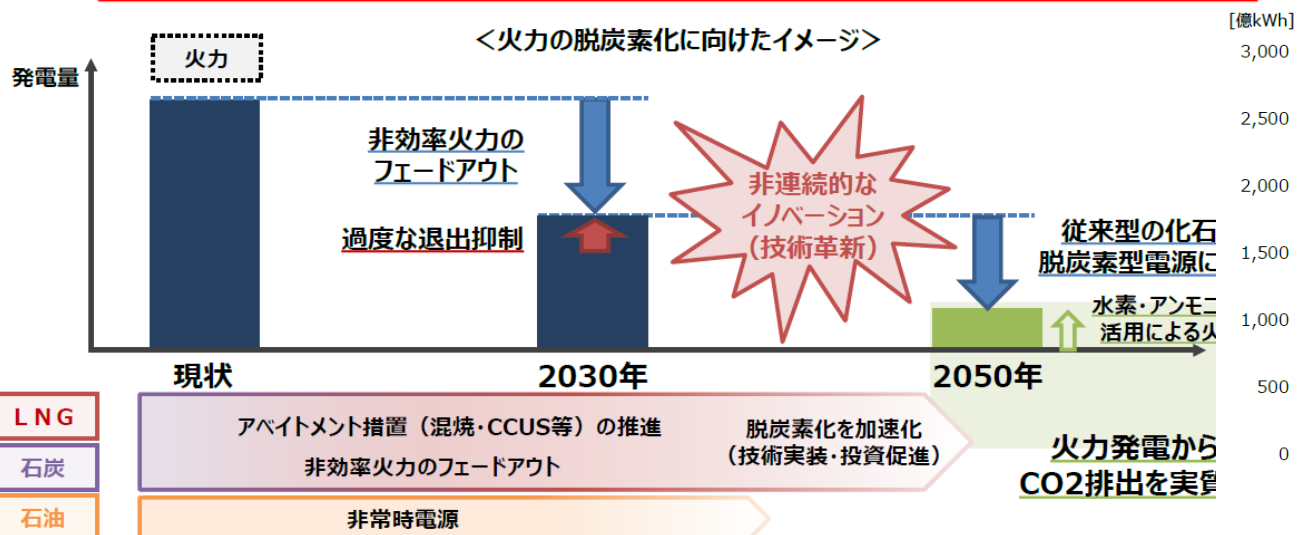 [億kWh]
＜火力の脱炭素化に向けたイメージ＞
3,000
火力
発電量
2,500
非効率火力の
フェードアウト
2,000
非連続的な
イノベーション
(技術革新)
過度な退出抑制
従来型の化石
脱炭素型電源に
1,500
水素・アンモニ
活用による火
1,000
現状
2030年
2050年
500
ＬＮＧ
アベイトメント措置（混焼・CCUS等）の推進
脱炭素化を加速化
（技術実装・投資促進）
石炭
非効率火力のフェードアウト
火力発電から
CO2排出を実質
0
石油
非常時電源